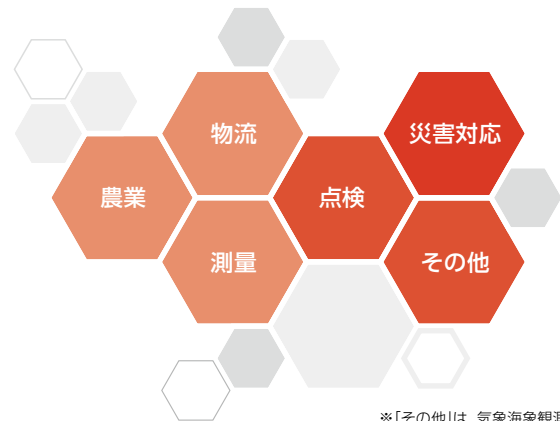 物流
災害対応
農業
点検
測量
その他
※「その他」は、気象海象観